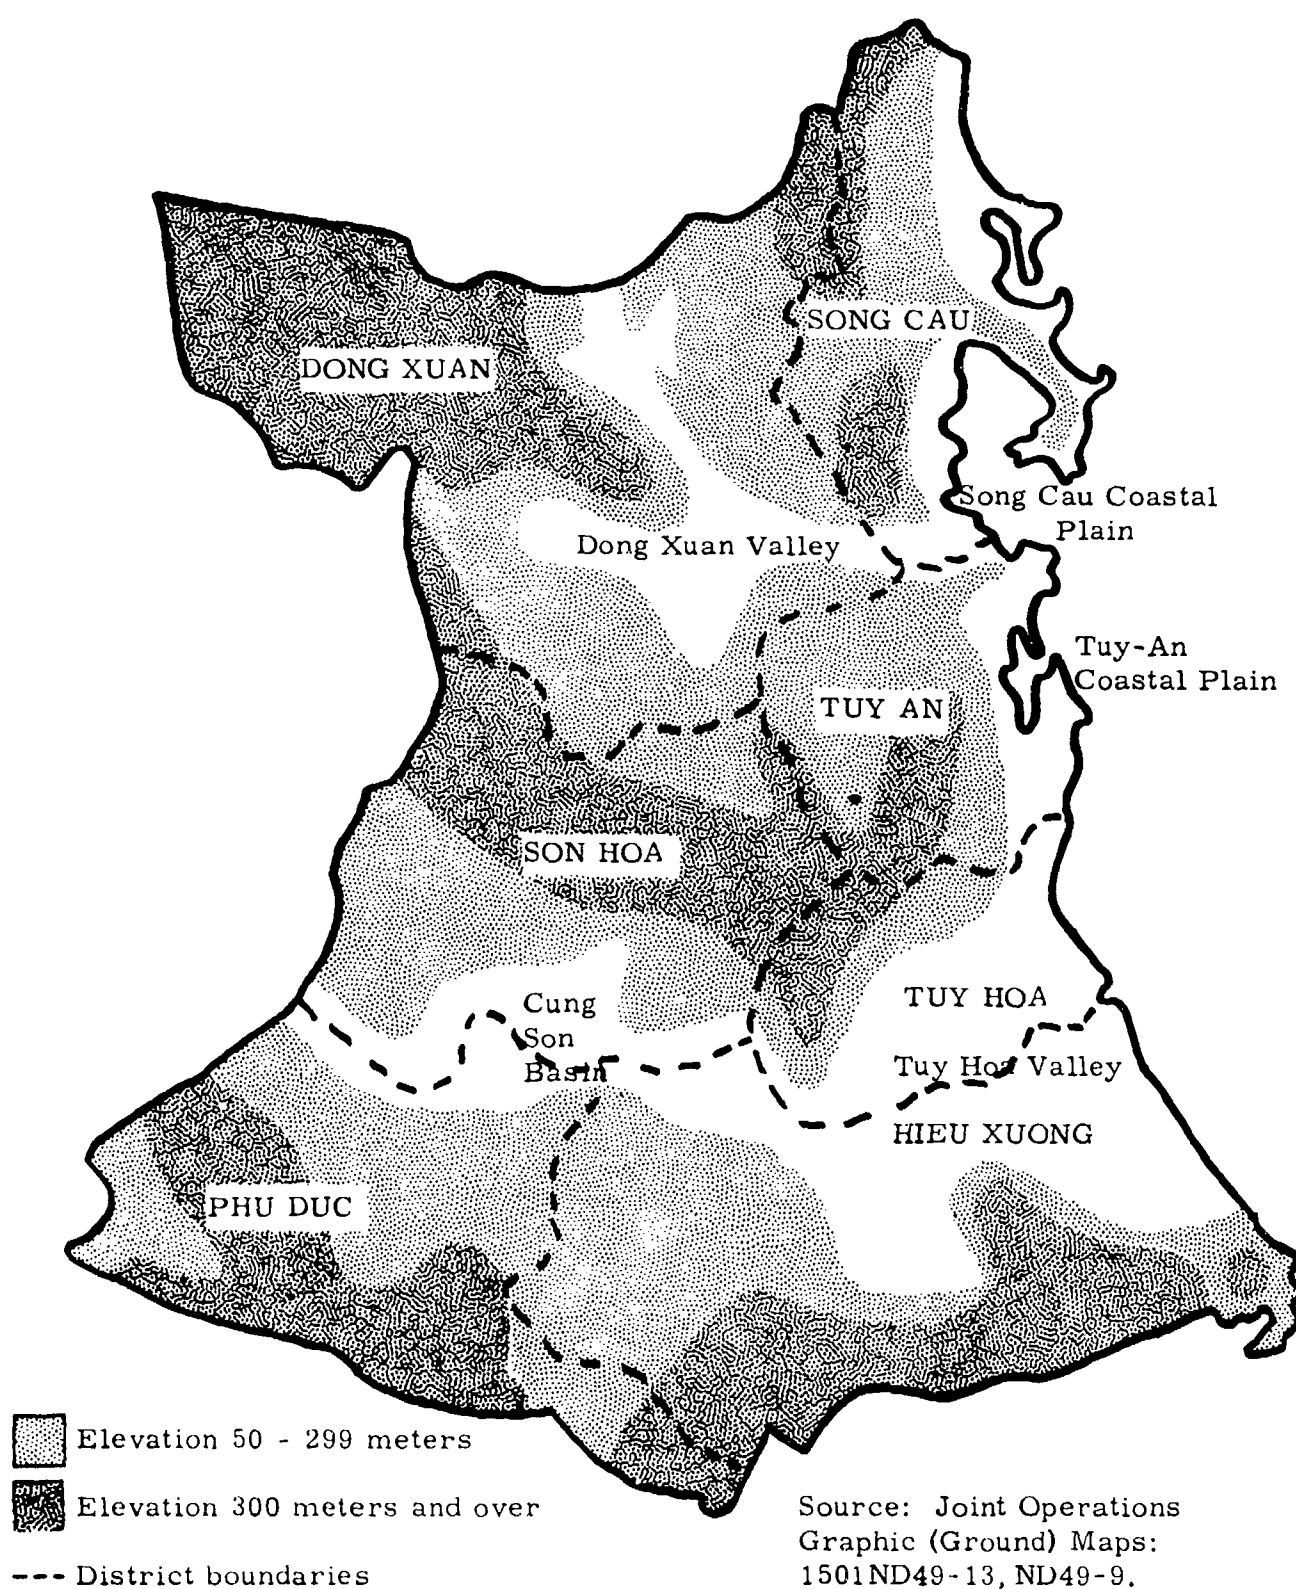 SONG CAU
DONG XUAN
Song Cau Coastal
Plain
Dong Xuan Valley
Tuy-An
Coastal Plain
TUY AN
SON HOA
Cung
Son
Basin
TUY HOA
Tuy Hoa Valley
HIEU XUONG
PHU DUC
Elevation 50 - 299 meters
Elevation 300 meters and over
District boundaries
Source: Joint Operations
Graphic (Ground) Maps:
1501ND49-13, ND49-9.